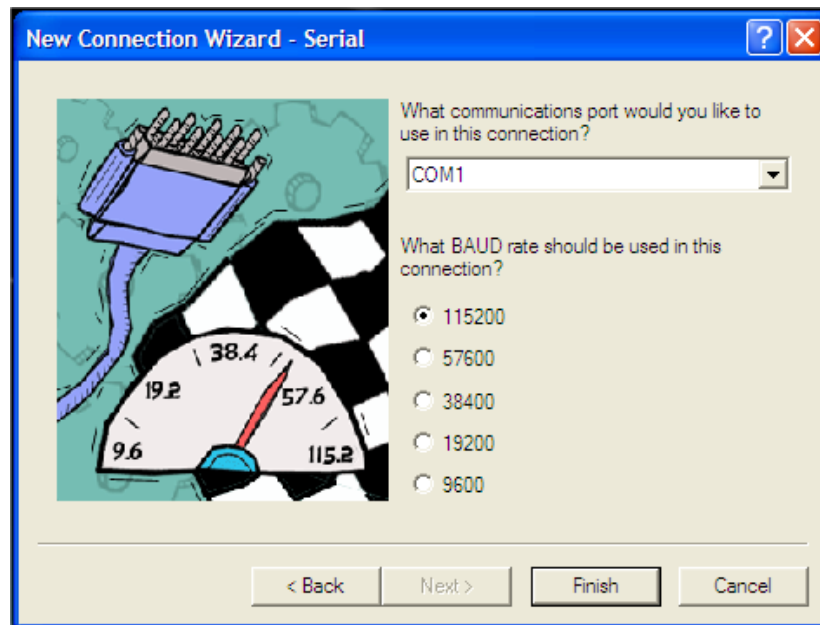 New Connection Wizard - Serial
?
What communications port would you like to
use in this connection?
COM1
What BAUD rate should be used in this
connection?
115200
57600
38400
19200
9600
9.6
19.2
38.4
57.6
115.2
< Back
Next >
Finish
Cancel